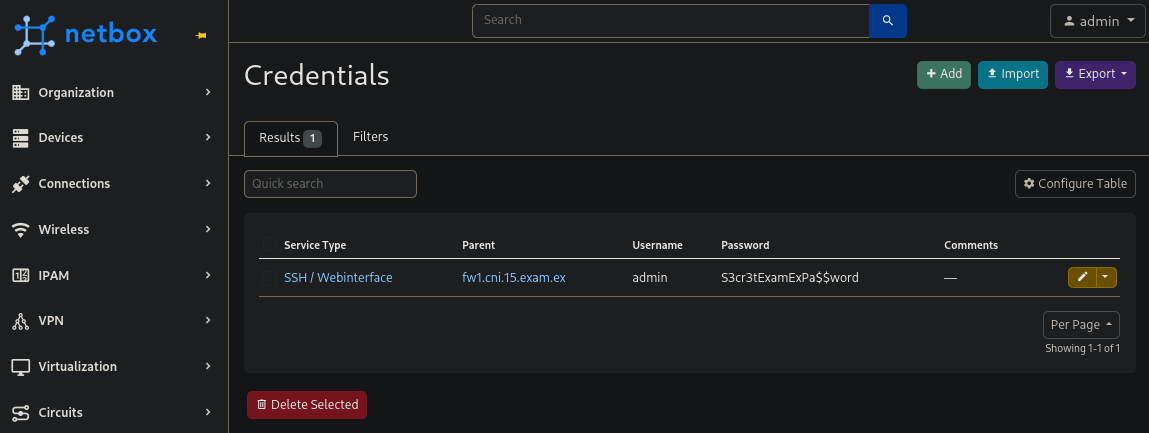 netbox
Search
admin
Credentials
Add
Import
Export
Organization
Devices
Connections
Wireless
IPAM
VPN
Virtualization
Circuits
Results 1
Filters
Quick search
Configure Table
Service Type Parent Username Password Comments
SSH / Webinterface fw1.cni.15.exam.ex admin S3cr3tExamExPa$$word —
Per Page
Showing 1-1 of 1
Delete Selected